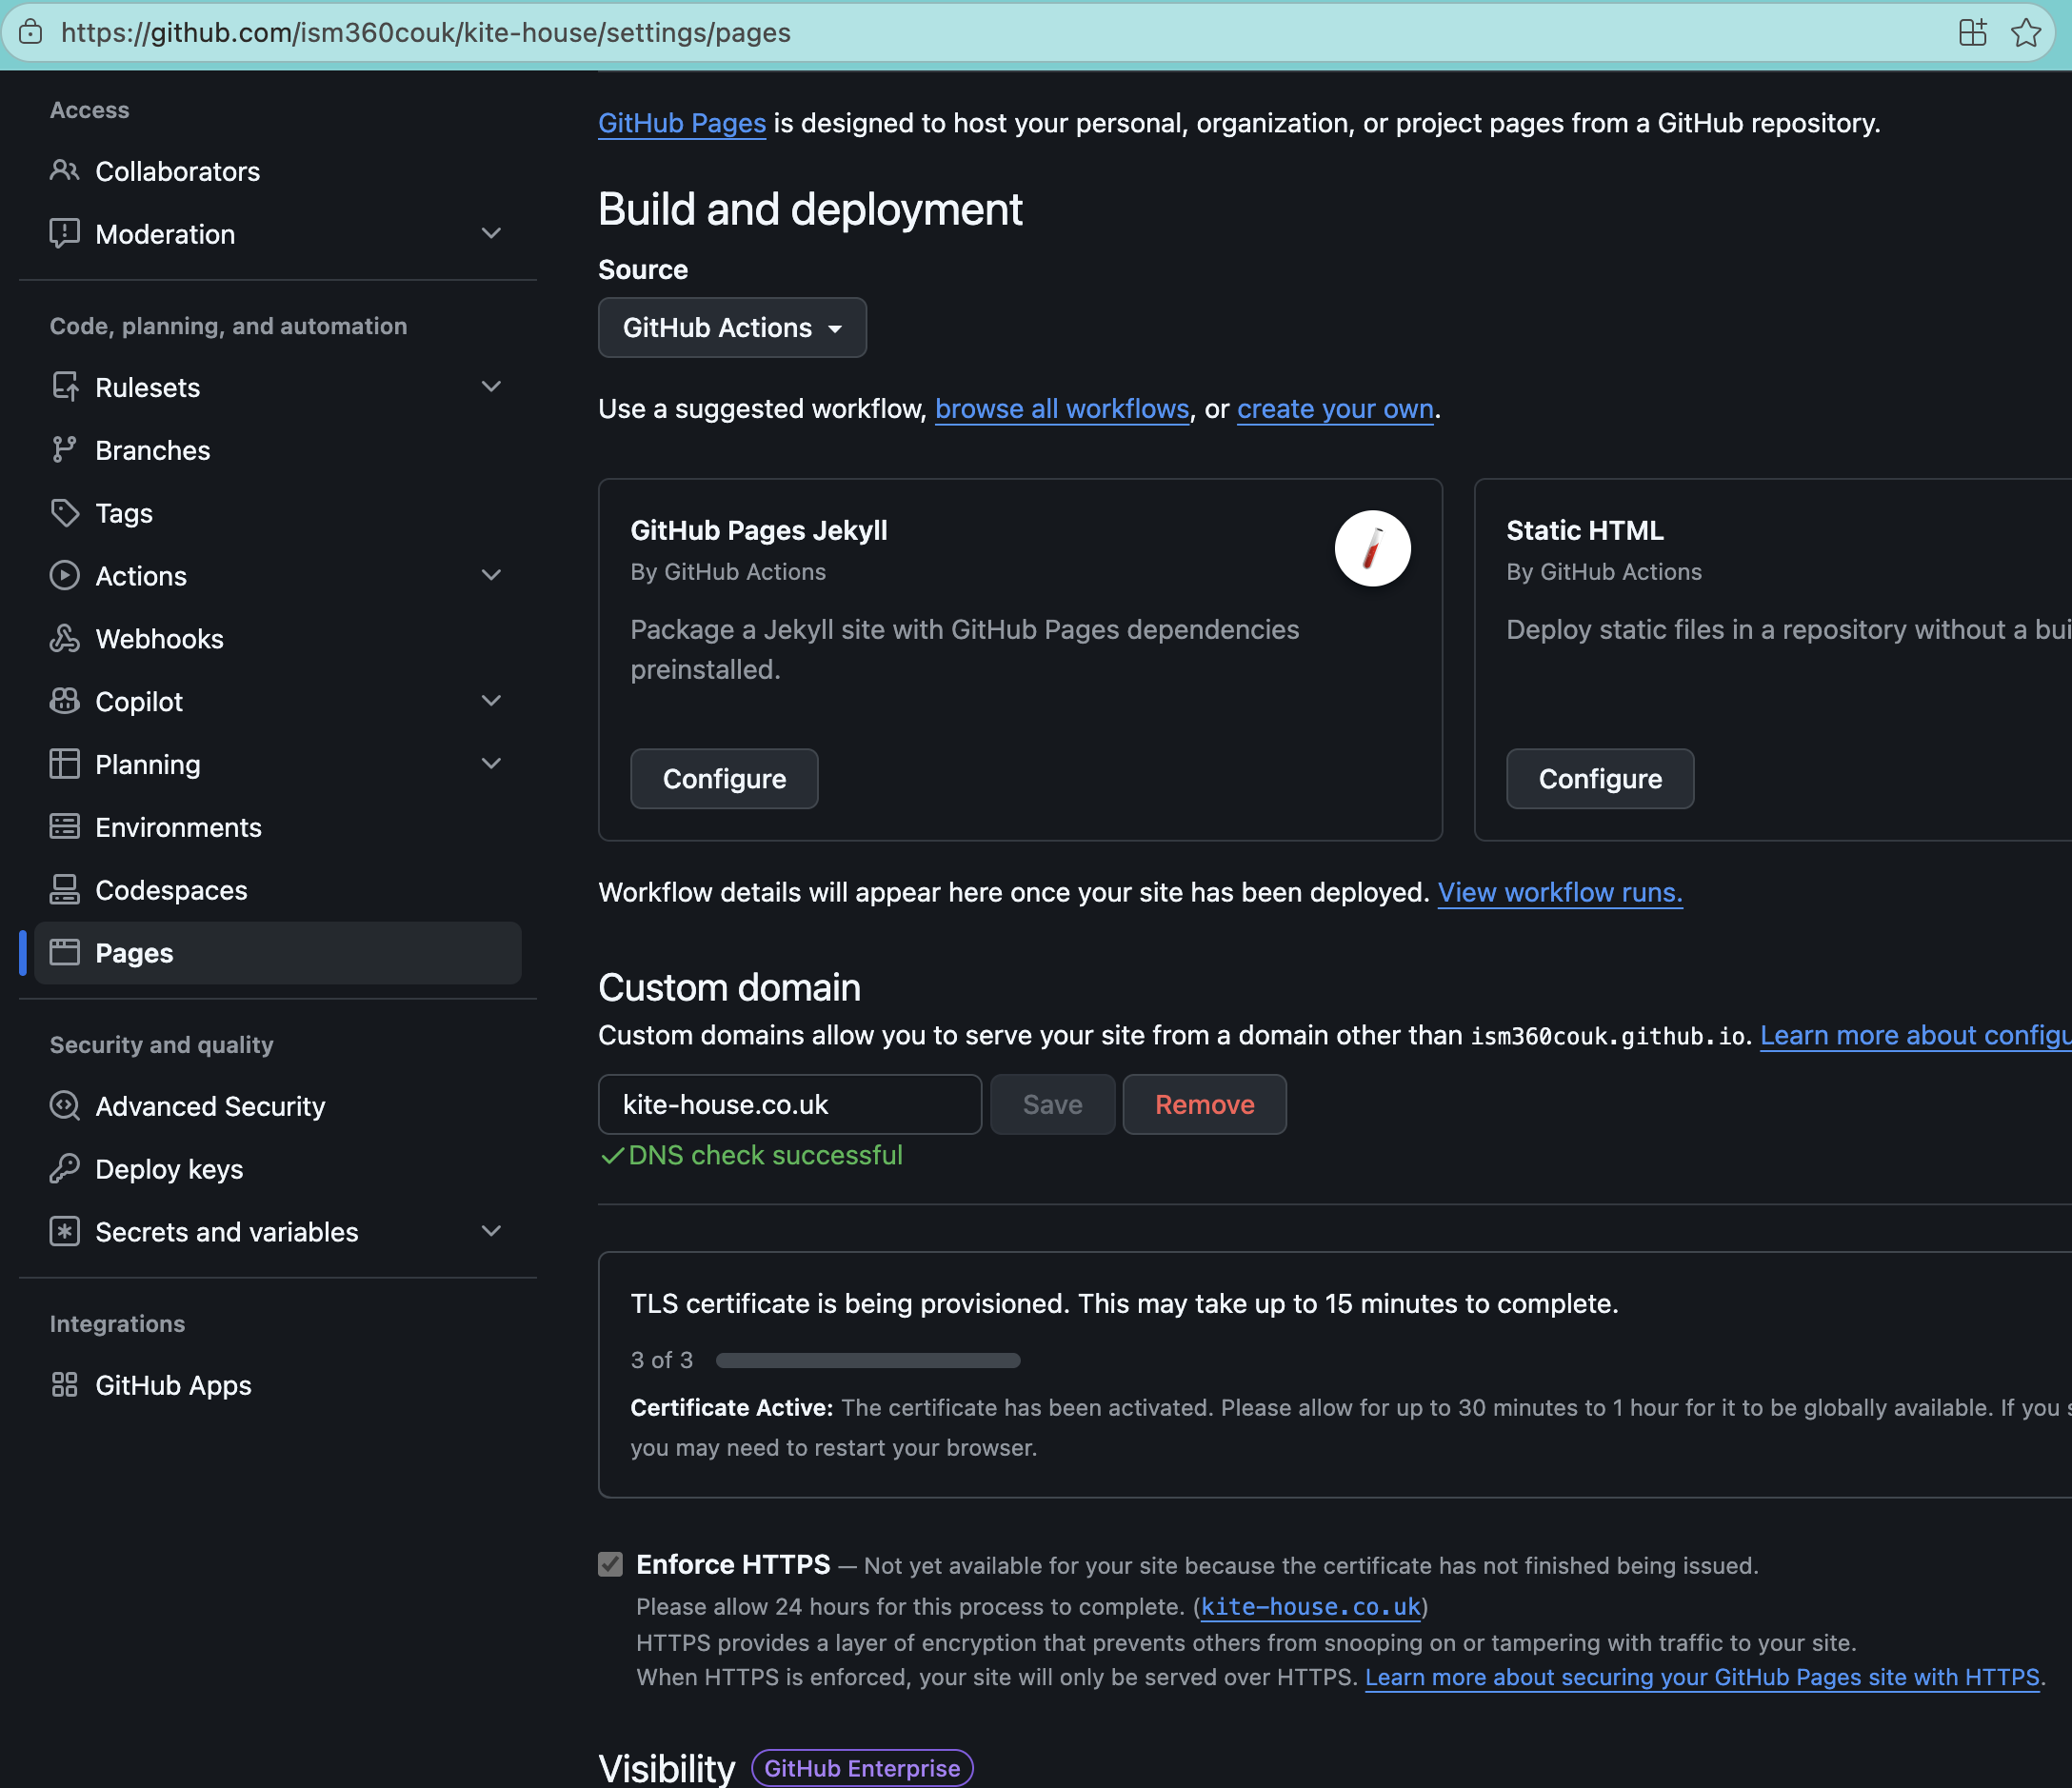 https://github.com/ism360couk/kite-house/settings/pages
Access
Collaborators
Moderation
Code, planning, and automation
Rulesets
Branches
Tags
Actions
Webhooks
Copilot
Planning
Environments
Codespaces
Pages
Security and quality
Advanced Security
Deploy keys
Secrets and variables
Integrations
GitHub Apps
GitHub Pages is designed to host your personal, organization, or project pages from a GitHub repository.
Build and deployment
Source
GitHub Actions
Use a suggested workflow, browse all workflows, or create your own.
GitHub Pages Jekyll
By GitHub Actions
Package a Jekyll site with GitHub Pages dependencies
preinstalled.
Configure
Static HTML
By GitHub Actions
Deploy static files in a repository without a bui
Configure
Workflow details will appear here once your site has been deployed. View workflow runs.
Custom domain
Custom domains allow you to serve your site from a domain other than ism360couk.github.io. Learn more about configu
kite-house.co.uk
Save
Remove
DNS check successful
TLS certificate is being provisioned. This may take up to 15 minutes to complete.
3 of 3
Certificate Active: The certificate has been activated. Please allow for up to 30 minutes to 1 hour for it to be globally available. If you s
you may need to restart your browser.
Enforce HTTPS — Not yet available for your site because the certificate has not finished being issued.
Please allow 24 hours for this process to complete. (kite-house.co.uk)
HTTPS provides a layer of encryption that prevents others from snooping on or tampering with traffic to your site.
When HTTPS is enforced, your site will only be served over HTTPS. Learn more about securing your GitHub Pages site with HTTPS.
Visibility GitHub Enterprise